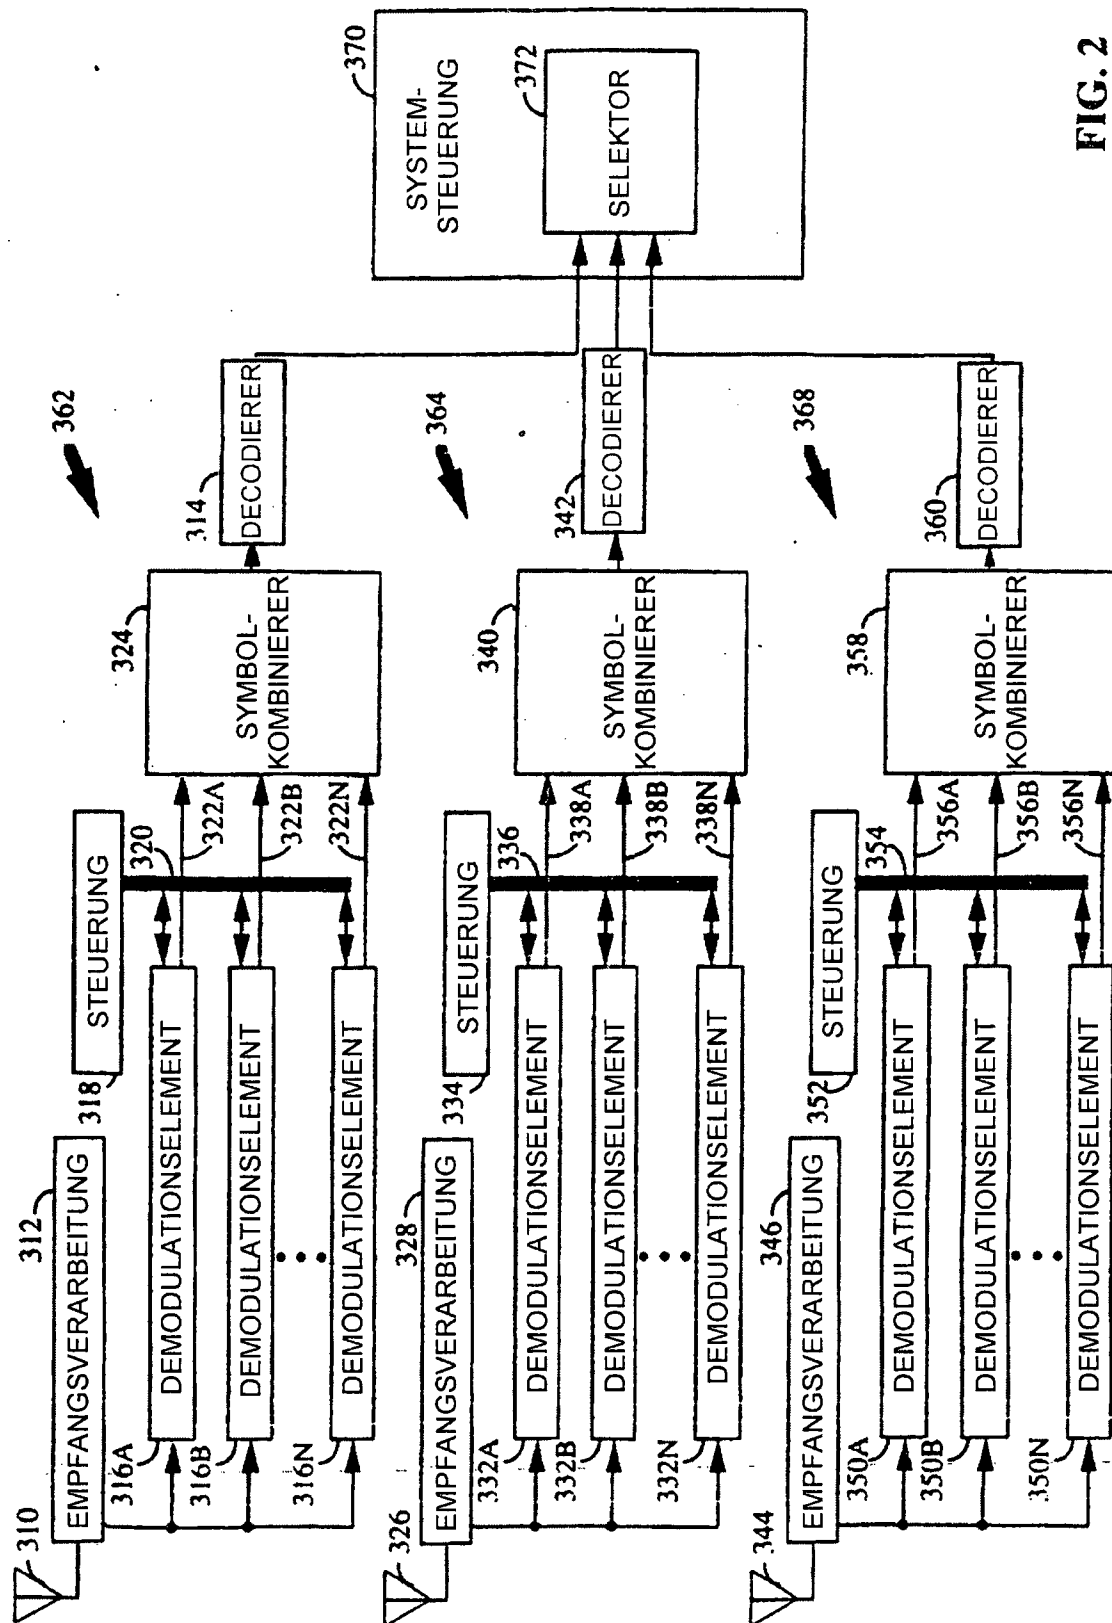 310
EMPFANGSVERARBEITUNG
312
318
STEUERUNG
320
316A
DEMODULATIONSELEMENT
322A
316B
DEMODULATIONSELEMENT
322B
316N
DEMODULATIONSELEMENT
322N
324
SYMBOL-
KOMBINIERER
314
DECODIERER
362
326
EMPFANGSVERARBEITUNG
328
334
STEUERUNG
336
332A
DEMODULATIONSELEMENT
338A
332B
DEMODULATIONSELEMENT
338B
332N
DEMODULATIONSELEMENT
338N
340
SYMBOL-
KOMBINIERER
342
DECODIERER
364
370
SYSTEM-
STEUERUNG
372
SELEKTOR
344
EMPFANGSVERARBEITUNG
346
352
STEUERUNG
354
350A
DEMODULATIONSELEMENT
356A
350B
DEMODULATIONSELEMENT
356B
350N
DEMODULATIONSELEMENT
356N
358
SYMBOL-
KOMBINIERER
360
DECODIERER
368
FIG. 2